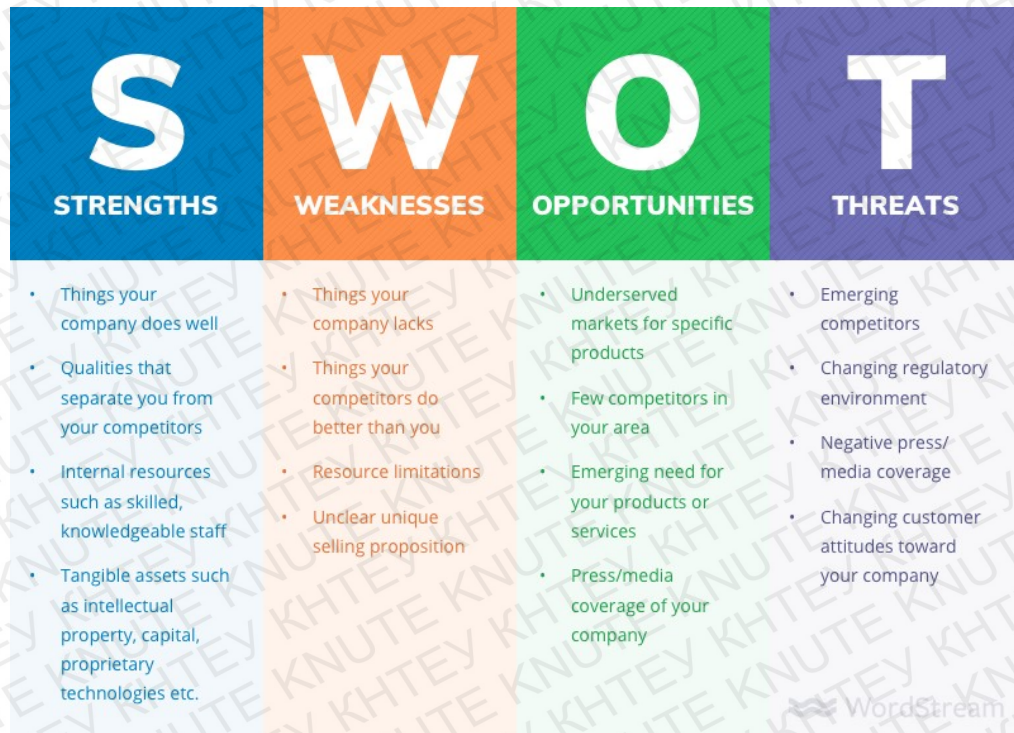 S
STRENGTHS
W
WEAKNESSES
O
OPPORTUNITIES
T
THREATS
• Things your
company does well
• Qualities that
separate you from
your competitors
• Internal resources
such as skilled,
knowledgeable staff
• Tangible assets such
as intellectual
property, capital,
proprietary
technologies etc.
• Things your
company lacks
• Things your
competitors do
better than you
• Resource limitations
• Unclear unique
selling proposition
• Underserved
markets for specific
products
• Few competitors in
your area
• Emerging need for
your products or
services
• Press/media
coverage of your
company
• Emerging
competitors
• Changing regulatory
environment
• Negative press/
media coverage
• Changing customer
attitudes toward
your company
WordStream
KNUTE КНТЕУ